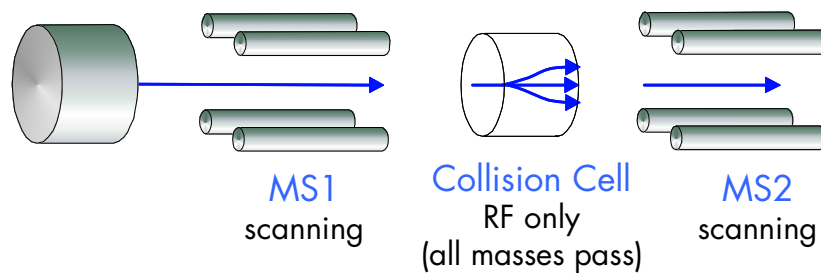 MS1
scanning
Collision Cell
RF only
(all masses pass)
MS2
scanning